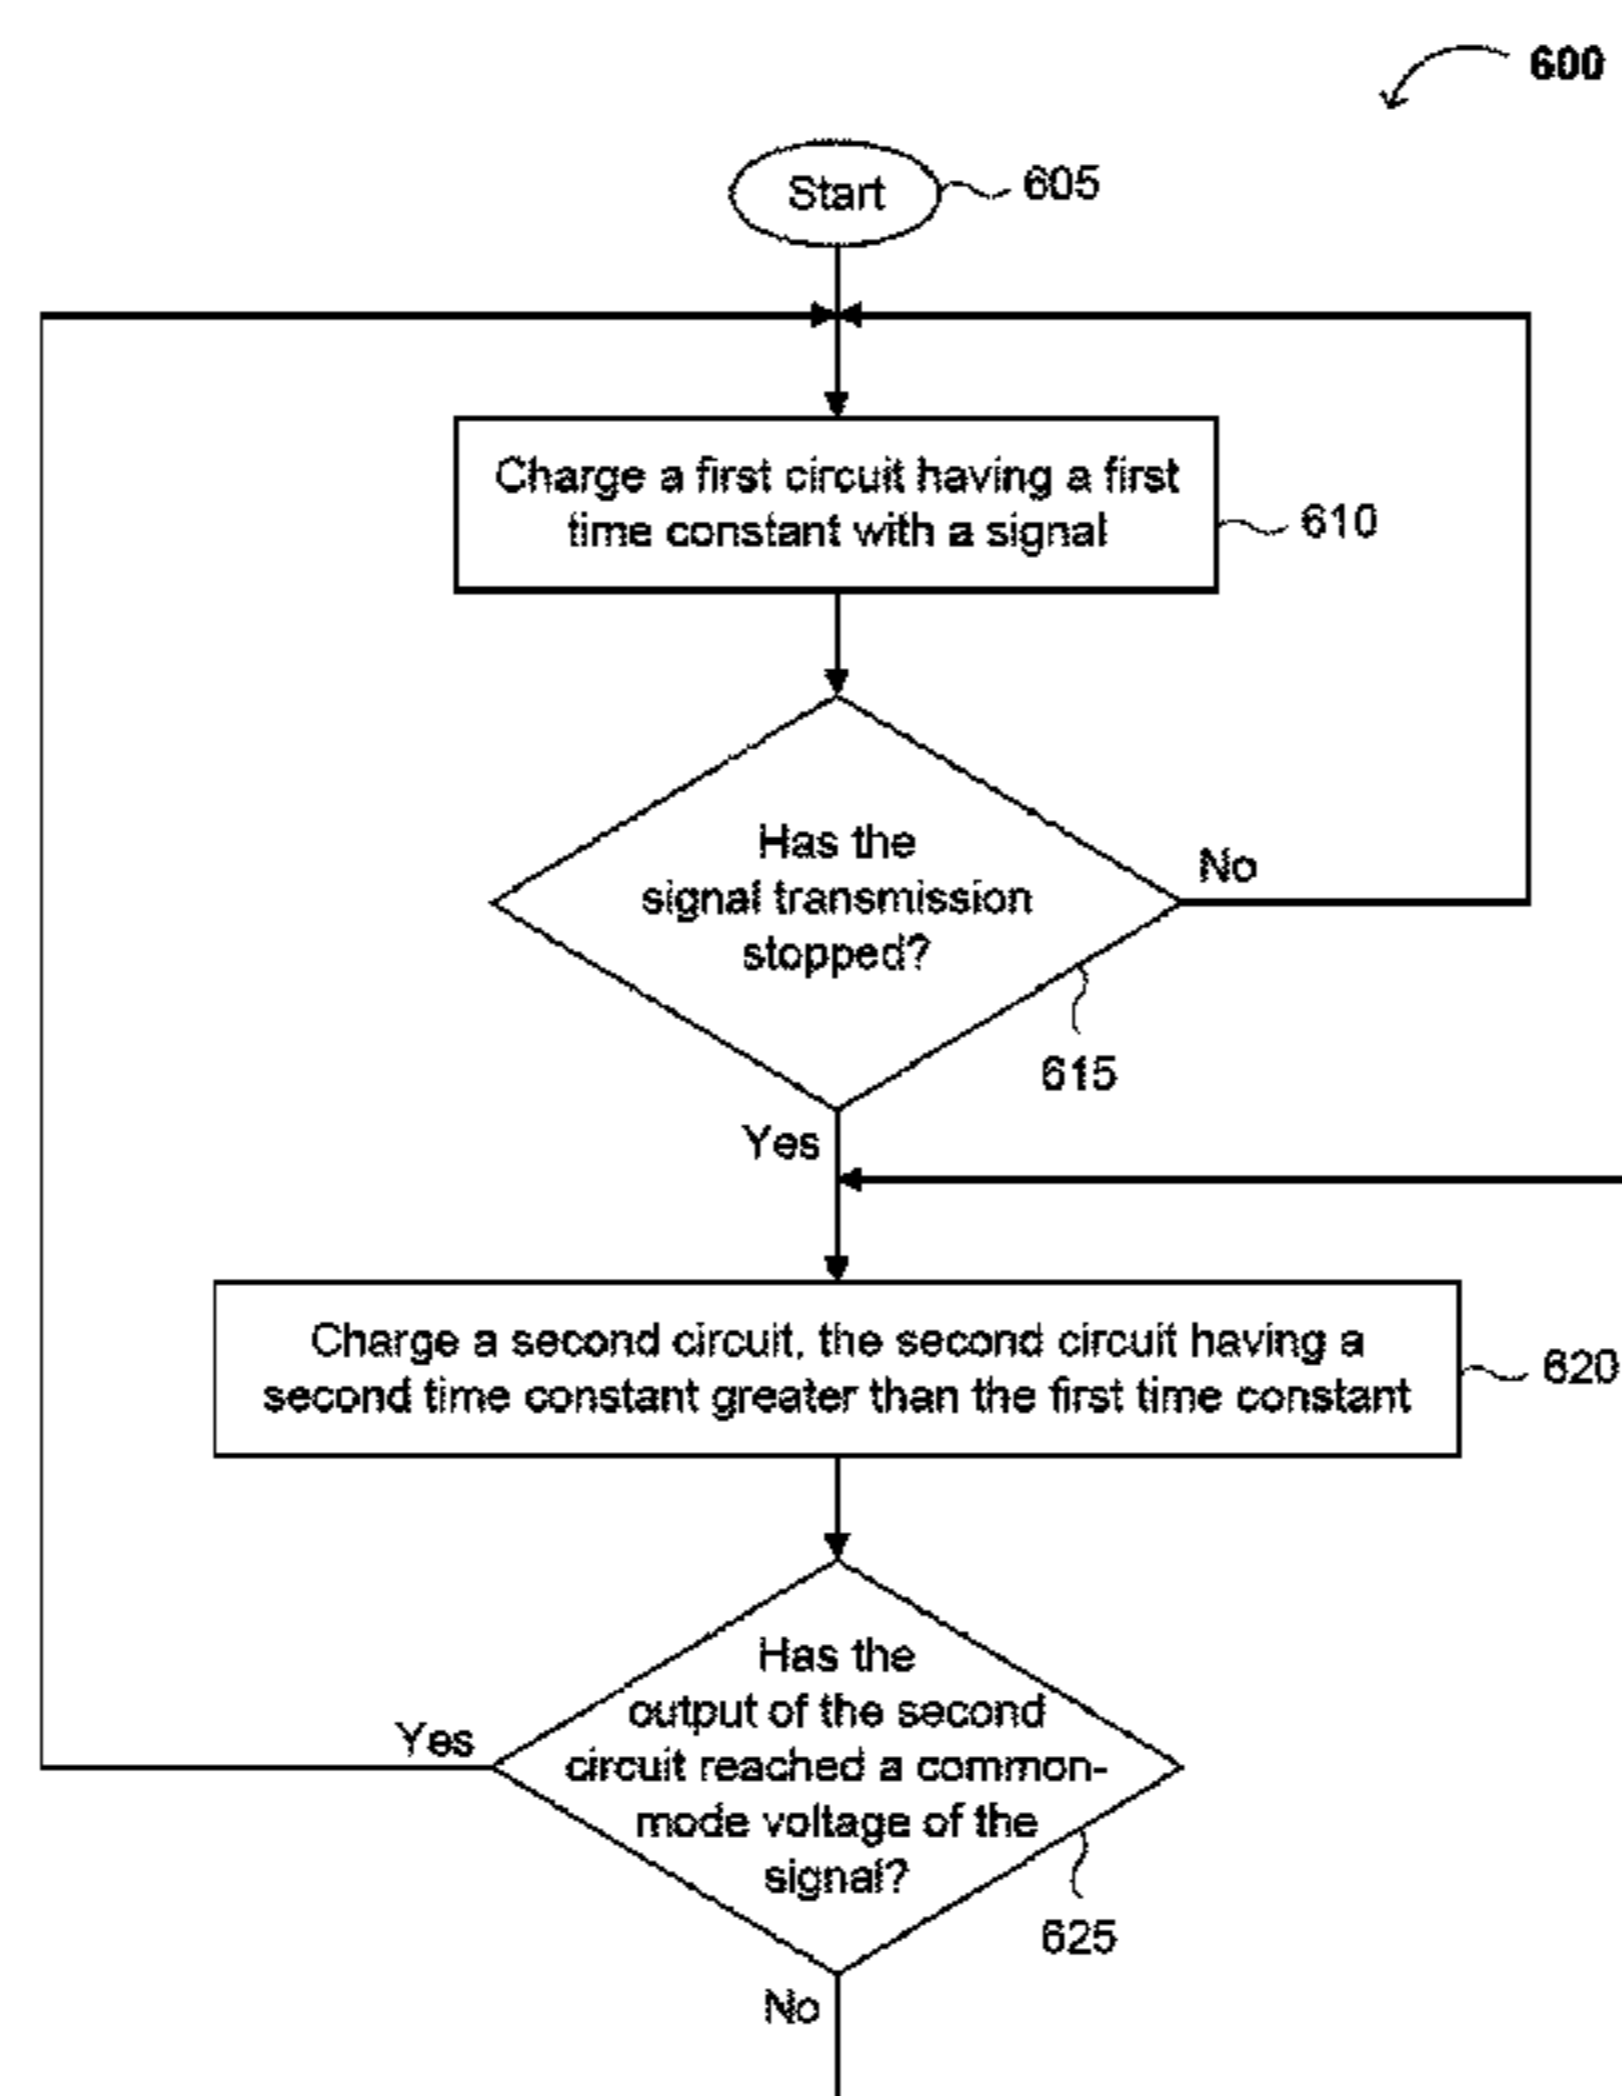 600
Start
605
Charge a first circuit having a first
time constant with a signal
610
Has the
signal transmission
stopped?
No
615
Yes
Charge a second circuit, the second circuit having a
second time constant greater than the first time constant
620
Has the
output of the second
circuit reached a common-
mode voltage of the
signal?
Yes
625
No